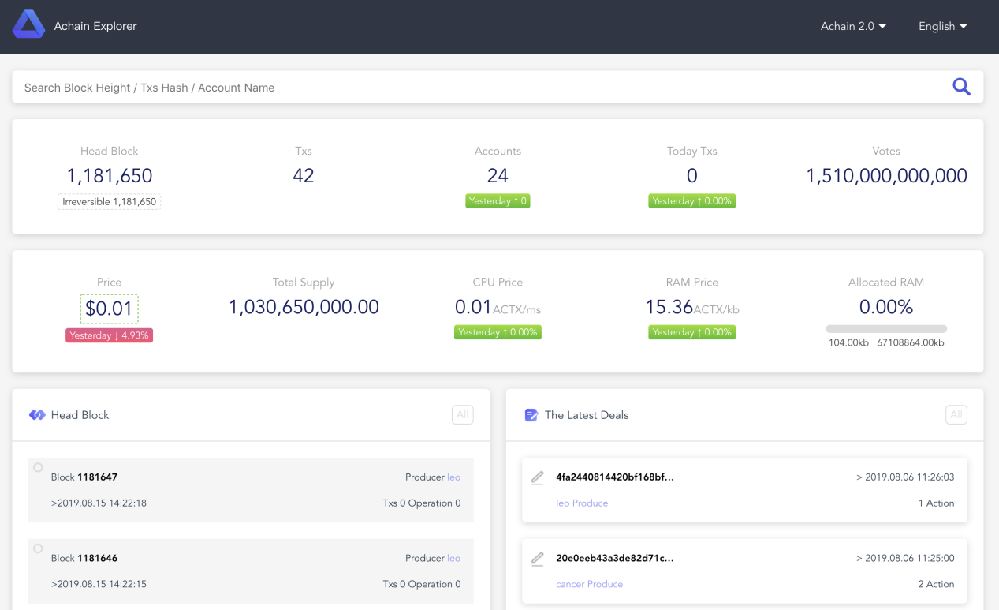 Achain Explorer
Achain 2.0 English
Search Block Height / Txs Hash / Account Name
Head Block Txs Accounts Today Txs Votes
1,181,650 42 24 0 1,510,000,000,000
Irreversible 1,181,650 Yesterday ↑ 0 Yesterday ↑ 0.00%
Price Total Supply CPU Price RAM Price Allocated RAM
$0.01 1,030,650,000.00 0.01 ACTX/ms 15.36 ACTX/kb 0.00%
Yesterday ↓ 4.93% Yesterday ↑ 0.00% Yesterday ↑ 0.00%
104.00kb 67108864.00kb
Head Block All
Block 1181647 Producer leo
>2019.08.15 14:22:18 Txs 0 Operation 0
Block 1181646 Producer leo
>2019.08.15 14:22:15 Txs 0 Operation 0
The Latest Deals All
4fa2440814420bf168bf... > 2019.08.06 11:26:03
leo Produce 1 Action
20e0eeb43a3de82d71c... > 2019.08.06 11:25:00
cancer Produce 2 Action